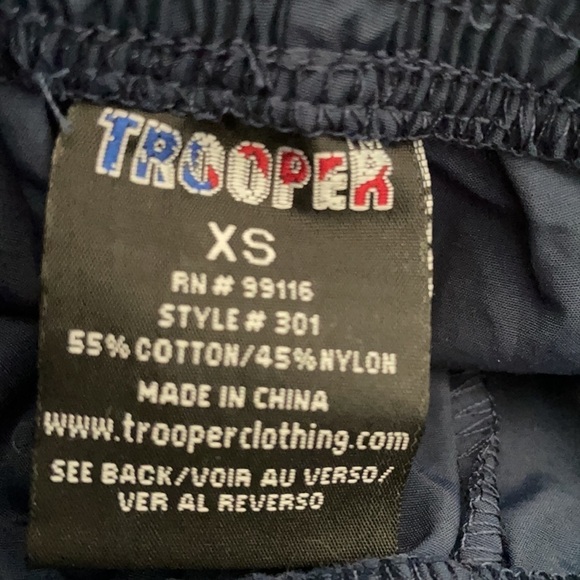 TROOPER
XS
RN # 99116
STYLE # 301
55% COTTON/45% NYLON
MADE IN CHINA
www.trooperclothing.com
SEE BACK/VOIR AU VERSO/
VER AL REVERSO